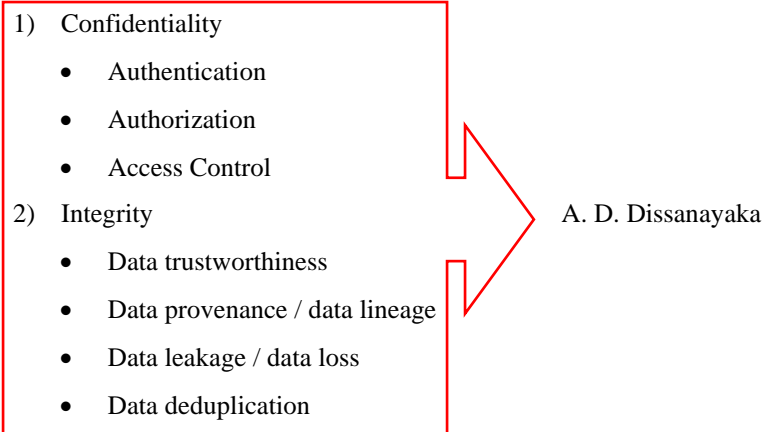 1) Confidentiality
• Authentication
• Authorization
• Access Control
2) Integrity
A. D. Dissanayaka
• Data trustworthiness
• Data provenance / data lineage
• Data leakage / data loss
• Data deduplication